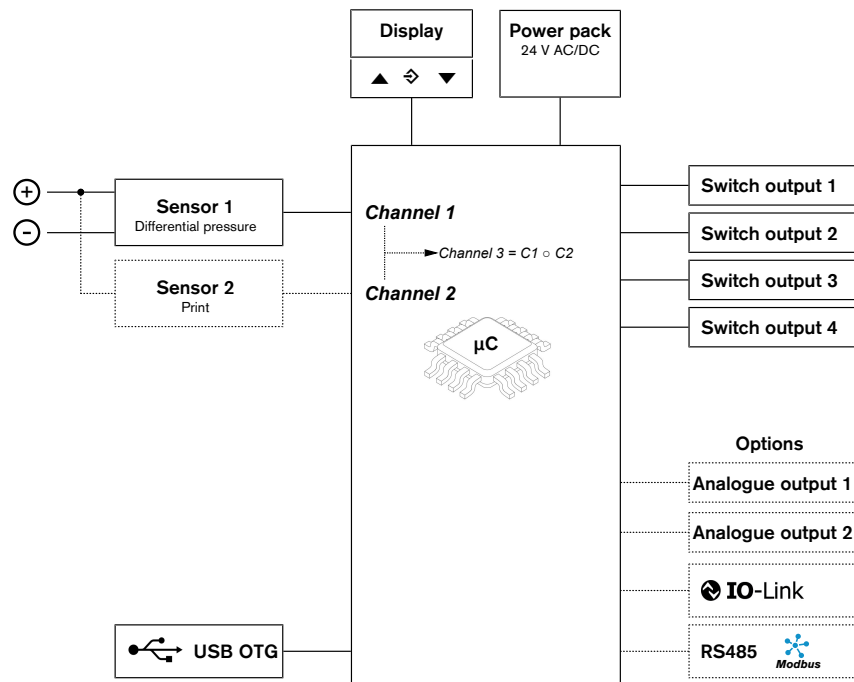 Display
Power pack
24 V AC/DC
Sensor 1
Differential pressure
Sensor 2
Print
Channel 1
Channel 3 = C1 ○ C2
Channel 2
µC
Switch output 1
Switch output 2
Switch output 3
Switch output 4
Options
Analogue output 1
Analogue output 2
IO-Link
RS485
Modbus
USB OTG